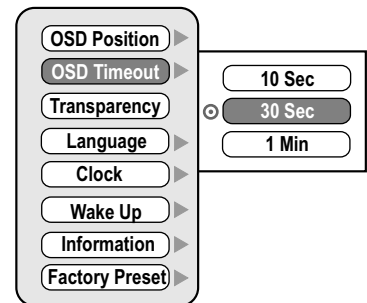 OSD Position
OSD Timeout
Transparency
Language
Clock
Wake Up
Information
Factory Preset
10 Sec
30 Sec
1 Min